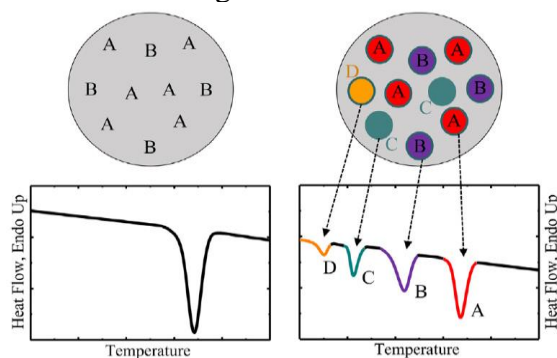 A B A
B A A B
A A
B
Heat Flow, Endo Up
Temperature
A B A
D
A C B
A
C B
Heat Flow, Endo Up
D C B A
Temperature